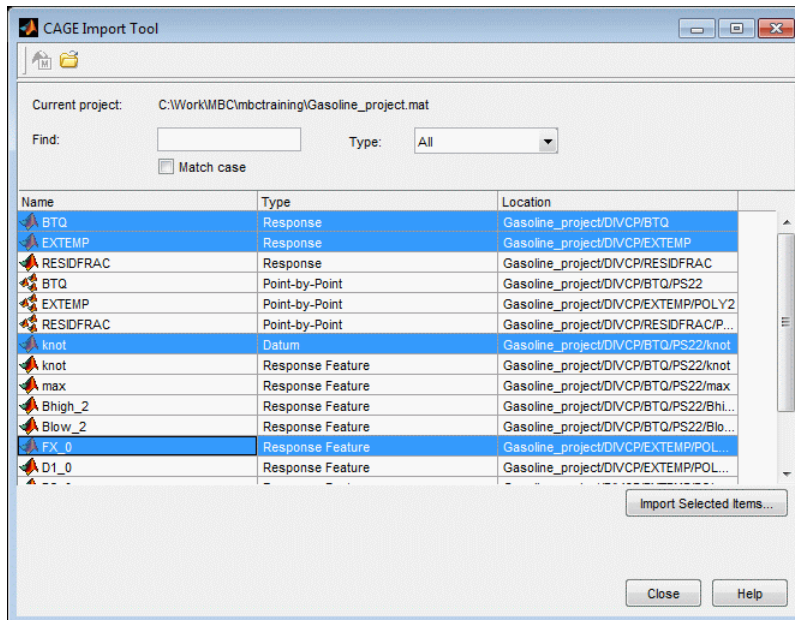 CAGE Import Tool
Current project: C:\Work\MBC\mbctraining\Gasoline_project.mat
Find: Type: All
Match case
Name Type Location
BTQ Response Gasoline_project/DIVCP/BTQ
EXTEMP Response Gasoline_project/DIVCP/EXTEMP
RESIDFRAC Response Gasoline_project/DIVCP/RESIDFRAC
BTQ Point-by-Point Gasoline_project/DIVCP/BTQ/PS22
EXTEMP Point-by-Point Gasoline_project/DIVCP/EXTEMP/POLY2
RESIDFRAC Point-by-Point Gasoline_project/DIVCP/RESIDFRAC/P...
knot Datum Gasoline_project/DIVCP/BTQ/PS22/knot
knot Response Feature Gasoline_project/DIVCP/BTQ/PS22/knot
max Response Feature Gasoline_project/DIVCP/BTQ/PS22/max
Bhigh_2 Response Feature Gasoline_project/DIVCP/BTQ/PS22/Bhi...
Blow_2 Response Feature Gasoline_project/DIVCP/BTQ/PS22/Blo...
FX_0 Response Feature Gasoline_project/DIVCP/EXTEMP/POL...
D1_0 Response Feature Gasoline_project/DIVCP/EXTEMP/POL...
Import Selected Items...
Close Help